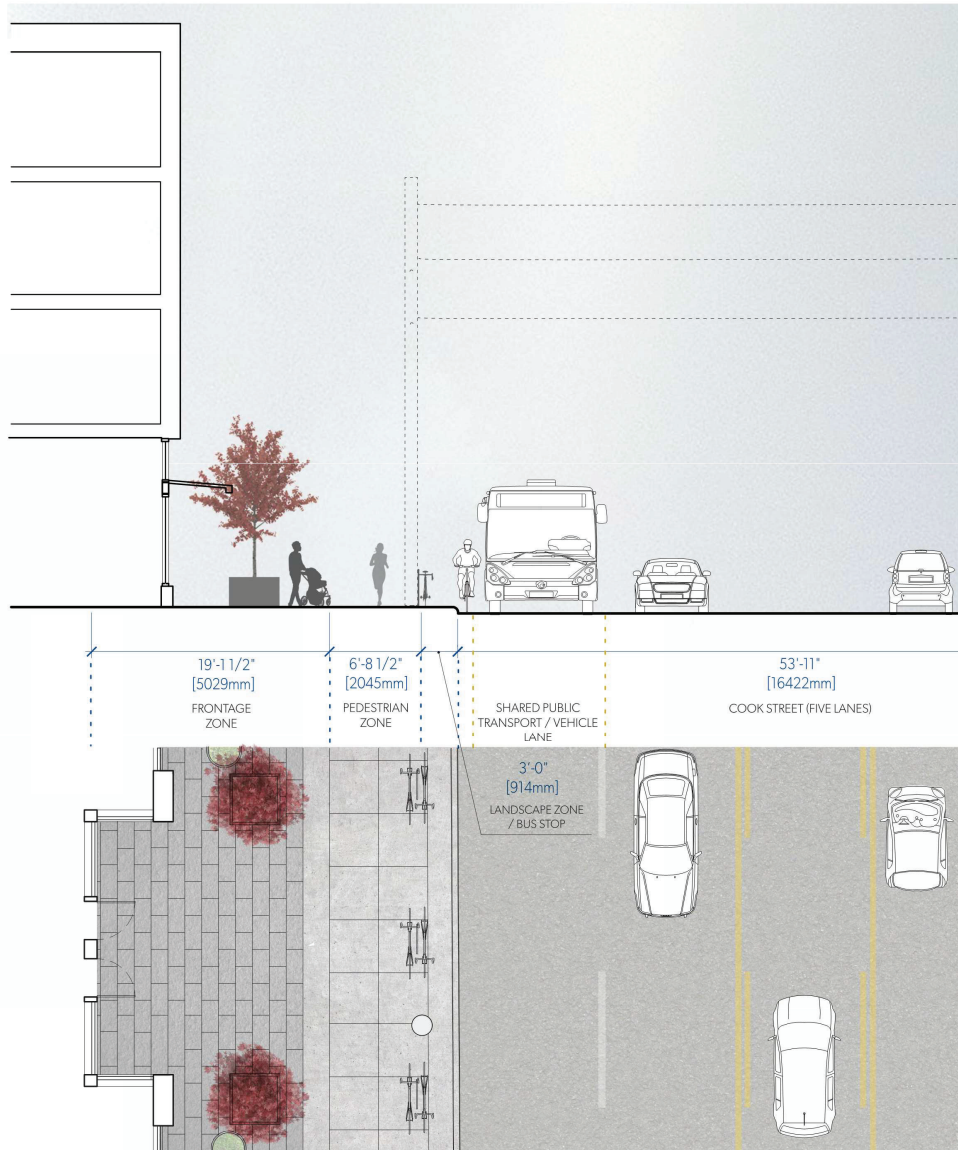 19'-1 1/2"
[5029mm]
FRONTAGE
ZONE
6'-8 1/2"
[2045mm]
PEDESTRIAN
ZONE
SHARED PUBLIC
TRANSPORT / VEHICLE
LANE
3'-0"
[914mm]
LANDSCAPE ZONE
/ BUS STOP
53'-11"
[16422mm]
COOK STREET (FIVE LANES)